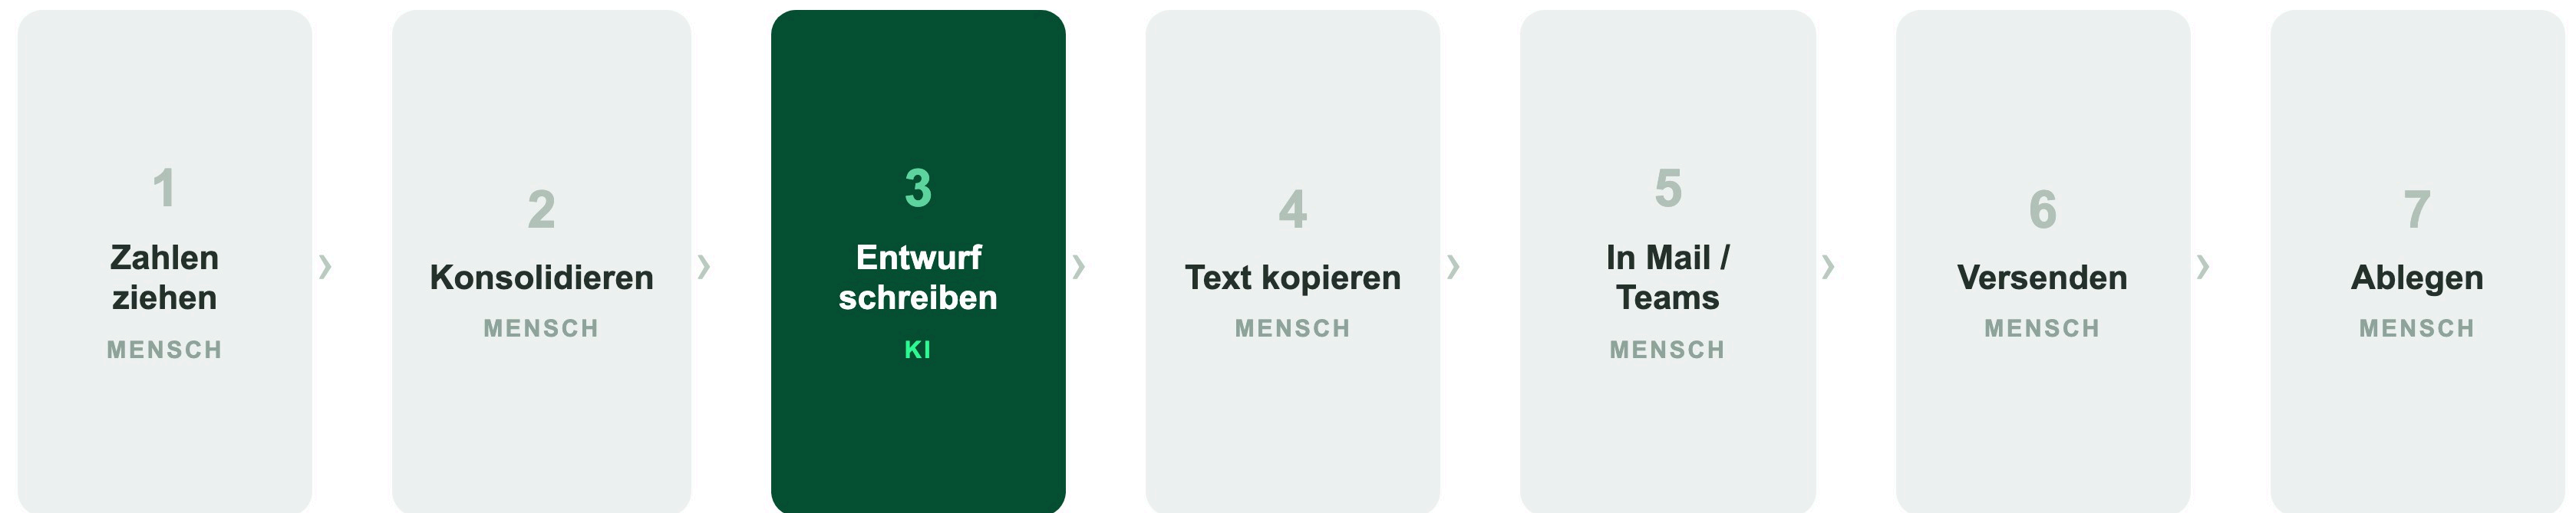 1
Zahlen
ziehen
MENSCH
❯
2
Konsolidieren
MENSCH
❯
3
Entwurf
schreiben
KI
❯
4
Text kopieren
MENSCH
❯
5
In Mail /
Teams
MENSCH
❯
6
Versenden
MENSCH
❯
7
Ablegen
MENSCH